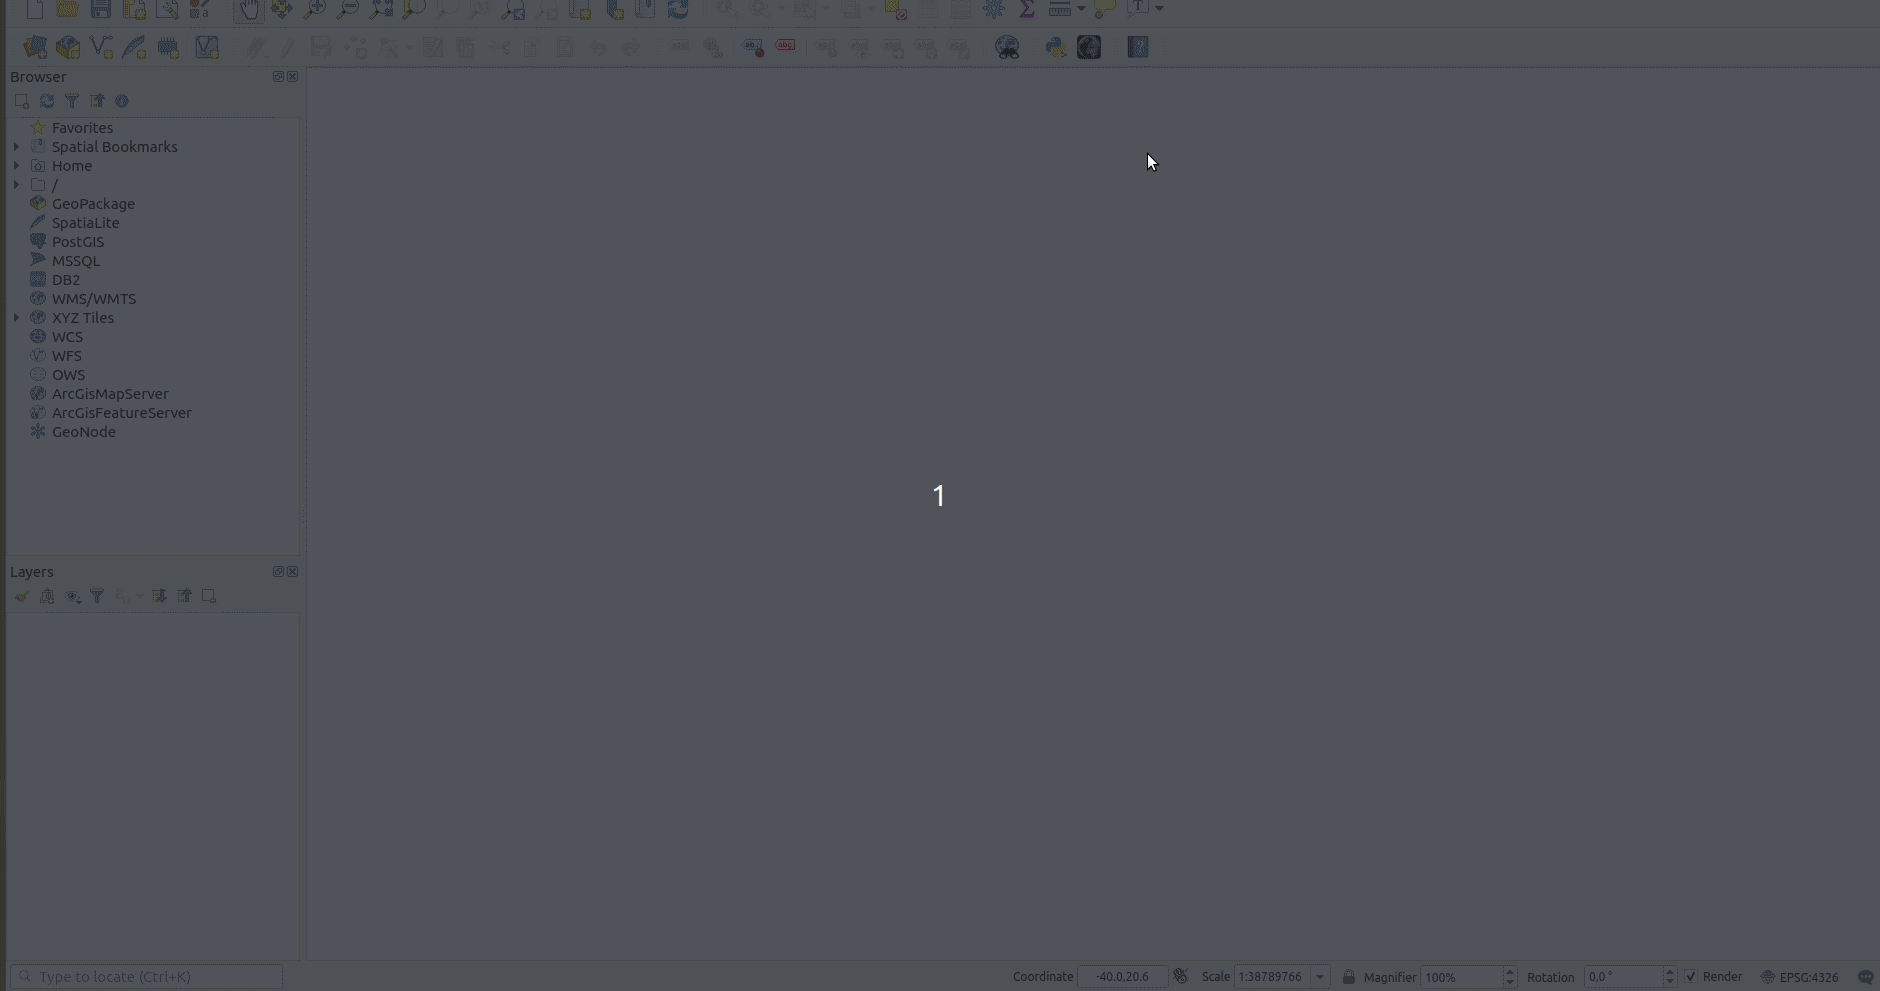 Browser
Favorites
Spatial Bookmarks
Home
/
GeoPackage
SpatiaLite
PostGIS
MSSQL
DB2
WMS/WMTS
XYZ Tiles
WCS
WFS
OWS
ArcGisMapServer
ArcGisFeatureServer
GeoNode
1
Layers
Type to locate (Ctrl+K)
Coordinate -40.0,20.6 Scale 1:38789766 Magnifier 100% Rotation 0,0 ° Render EPSG:4326